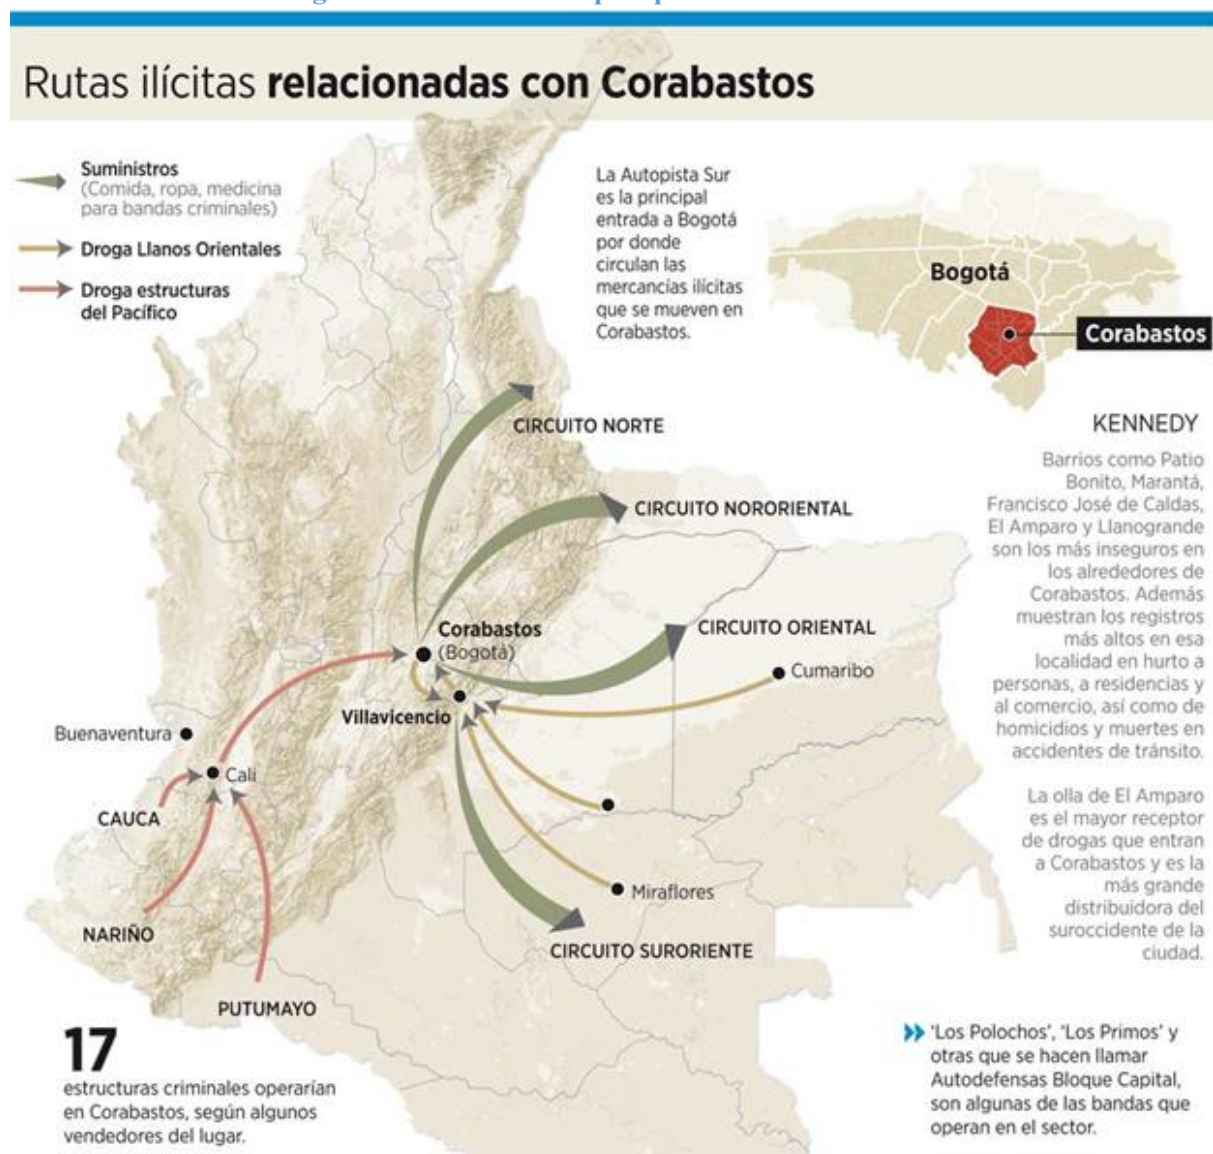 Rutas ilícitas relacionadas con Corabastos
Suministros
(Comida, ropa, medicina
para bandas criminales)
Droga Llanos Orientales
Droga estructuras
del Pacífico
La Autopista Sur
es la principal
entrada a Bogotá
por donde
circulan las
mercancías ilícitas
que se mueven en
Corabastos.
Bogotá
Corabastos
KENNEDY
Barrios como Patio
Bonito, Marantá,
Francisco José de Caldas,
El Amparo y Llanogrande
son los más inseguros en
los alrededores de
Corabastos. Además
muestran los registros
más altos en esa
localidad en hurto a
personas, a residencias y
al comercio, así como de
homicidios y muertes en
accidentes de tránsito.
La olla de El Amparo
es el mayor receptor
de drogas que entran
a Corabastos y es la
más grande
distribuidora del
suroccidente de la
ciudad.
CIRCUITO NORTE
CIRCUITO NORORIENTAL
CIRCUITO ORIENTAL
Corabastos
(Bogotá)
Cumaribo
Villavicencio
Buenaventura
Cali
CAUCA
Miraflores
NARIÑO
CIRCUITO SURORIENTE
PUTUMAYO
17
estructuras criminales operarían
en Corabastos, según algunos
vendedores del lugar.
'Los Polochos', 'Los Primos' y
otras que se hacen llamar
Autodefensas Bloque Capital,
son algunas de las bandas que
operan en el sector.